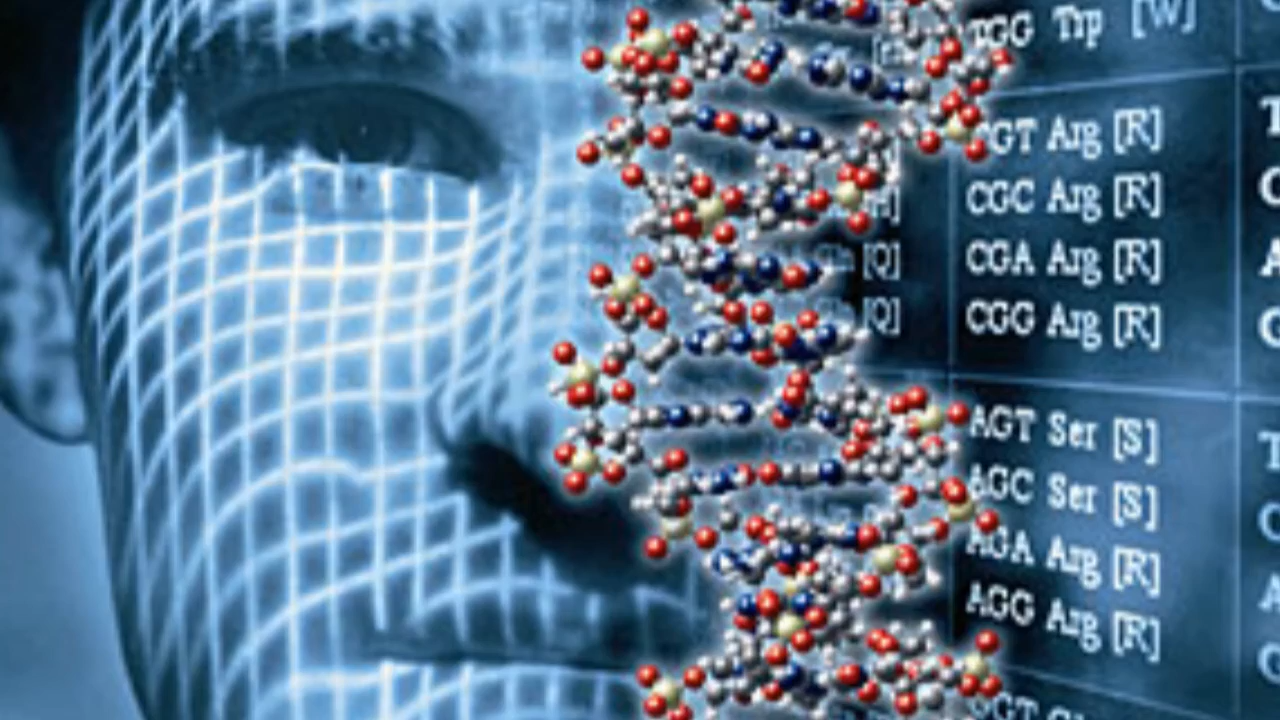 TGG Trp [W]
CGT Arg [R]
CGC Arg [R]
CGA Arg [R]
[Q]
CGG Arg [R]
[Q]
AGT Ser [S]
AGC Ser [S]
AGA Arg [R]
AGG Arg [R]